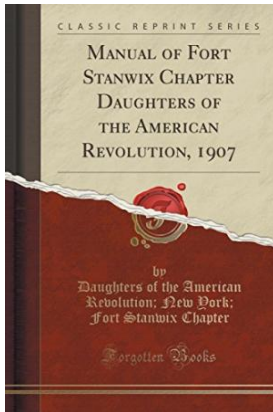 CLASSIC REPRINT SERIES
MANUAL OF FORT
STANWIX CHAPTER
DAUGHTERS OF
THE AMERICAN
REVOLUTION, 1907
by
Daughters of the American
Revolution; New York;
Fort Stanwix Chapter
Forgotten Books